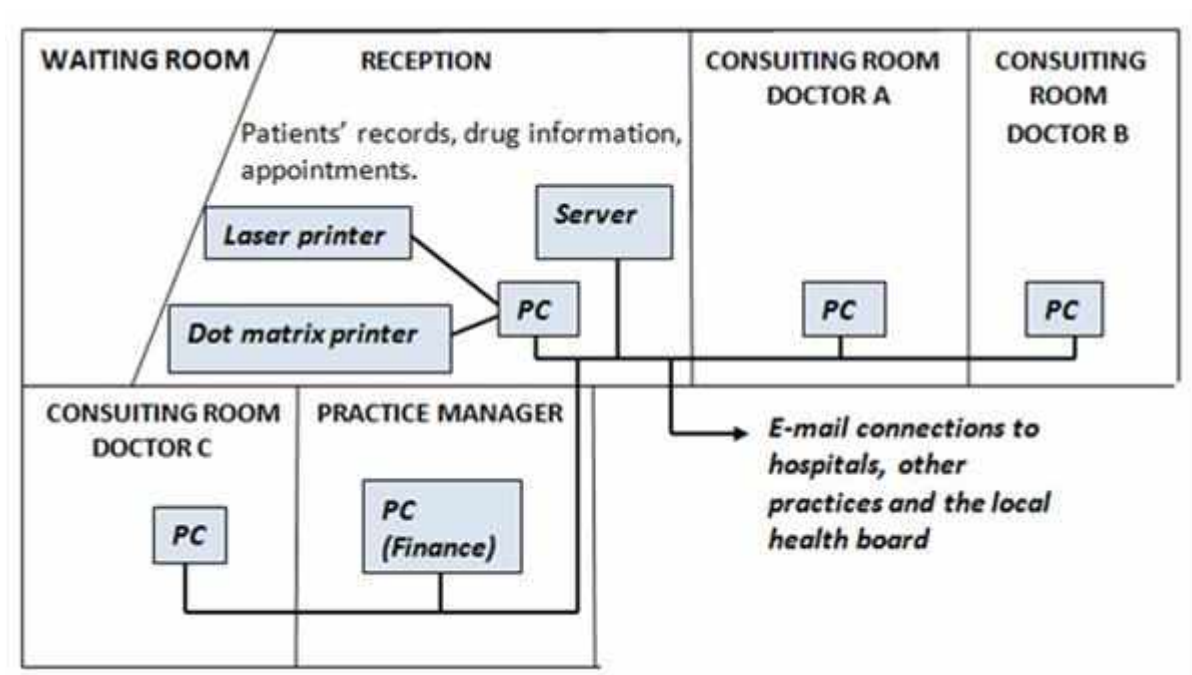 WAITING ROOM
RECEPTION
Patients’ records, drug information,
appointments.
Laser printer
Dot matrix printer
Server
PC
CONSUITING ROOM
DOCTOR A
PC
CONSUITING
ROOM
DOCTOR B
PC
CONSUITING ROOM
DOCTOR C
PC
PRACTICE MANAGER
PC
(Finance)
E-mail connections to
hospitals, other
practices and the local
health board